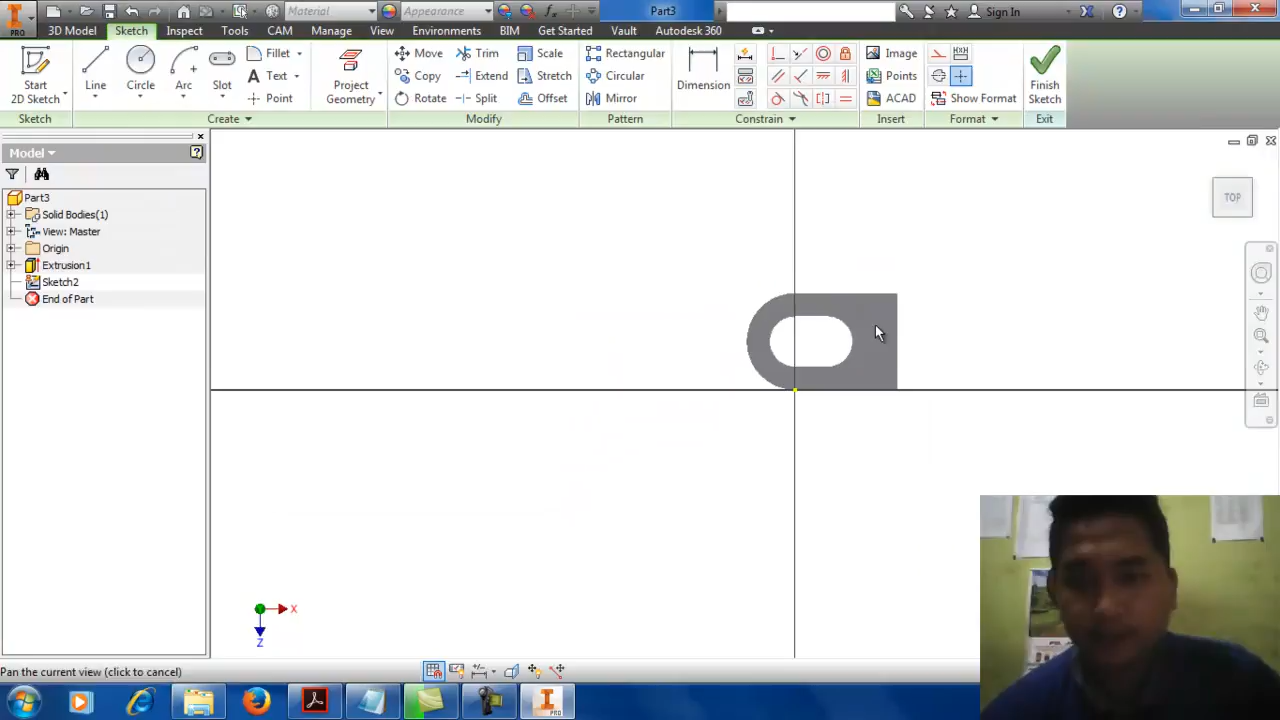 PRO
Material
Appearance
Part3
Sign In
3D Model
Sketch
Inspect
Tools
CAM
Manage
View
Environments
BIM
Get Started
Vault
Autodesk 360
Start
2D Sketch
Line
Circle
Arc
Slot
Fillet
Text
Point
Project
Geometry
Move
Copy
Rotate
Trim
Extend
Split
Scale
Stretch
Offset
Rectangular
Circular
Mirror
Dimension
Image
Points
ACAD
Show Format
Finish
Sketch
Sketch
Create
Modify
Pattern
Constrain
Insert
Format
Exit
Model
Part3
Solid Bodies(1)
View: Master
Origin
Extrusion1
Sketch2
End of Part
TOP
X
Z
Pan the current view (click to cancel)
PRO